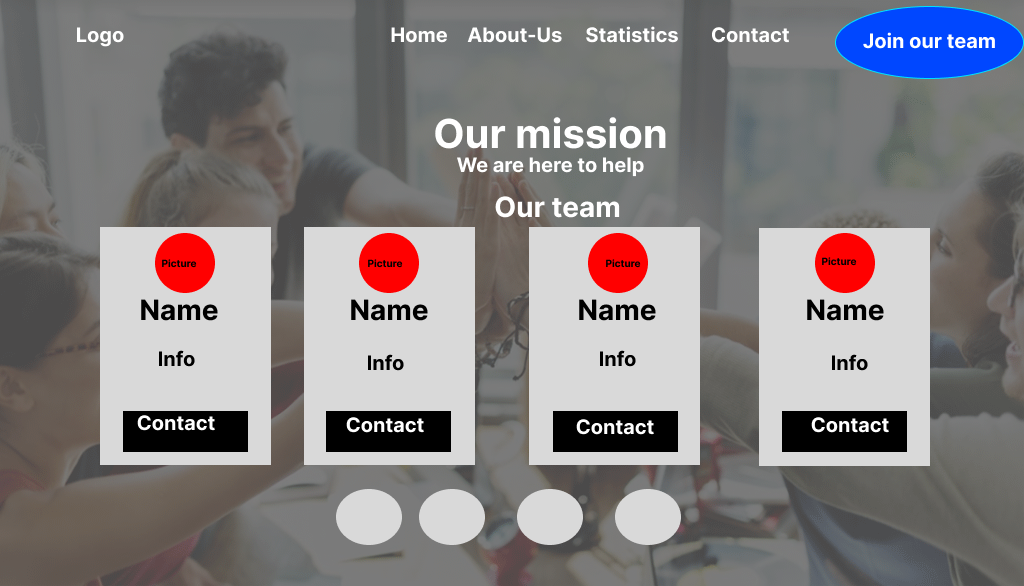 Logo
Home About-Us Statistics Contact
Join our team
Our mission
We are here to help
Our team
Picture
Name
Info
Contact
Picture
Name
Info
Contact
Picture
Name
Info
Contact
Picture
Name
Info
Contact